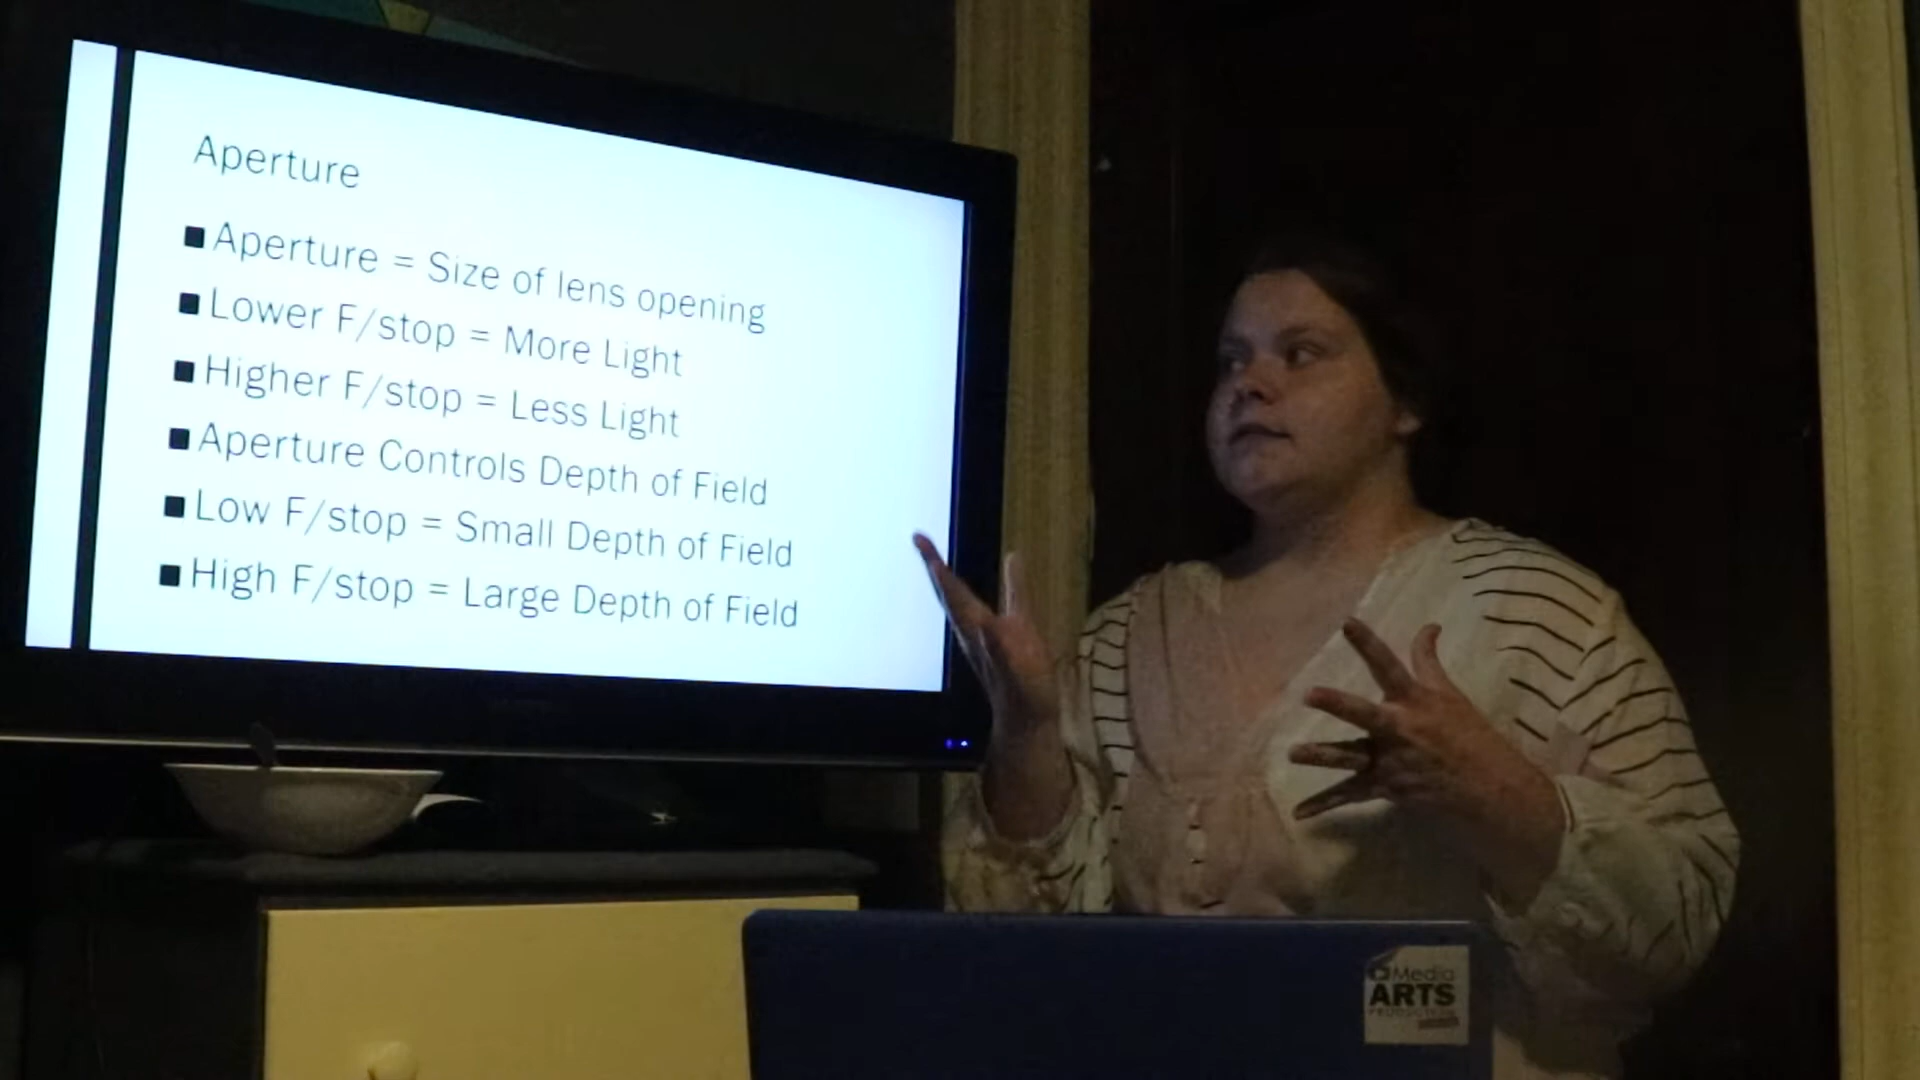 Aperture
■Aperture = Size of lens opening
■Lower F/stop = More Light
■Higher F/stop = Less Light
■Aperture Controls Depth of Field
■Low F/stop = Small Depth of Field
■High F/stop = Large Depth of Field
Media
ARTS
PRODUCTION